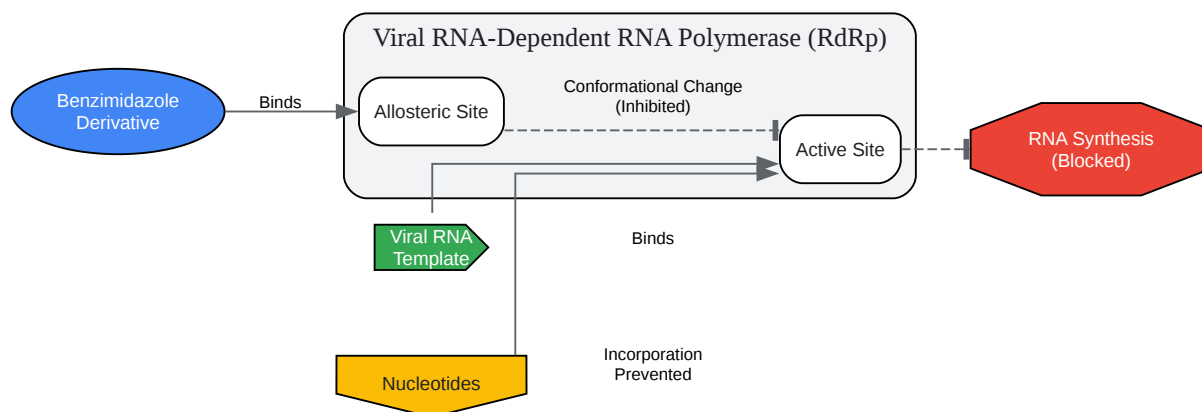 Viral RNA-Dependent RNA Polymerase (RdRp)
Benzimidazole
Derivative
Binds
Allosteric Site
Conformational Change
(Inhibited)
Active Site
RNA Synthesis
(Blocked)
Viral RNA
Template
Binds
Nucleotides
Incorporation
Prevented